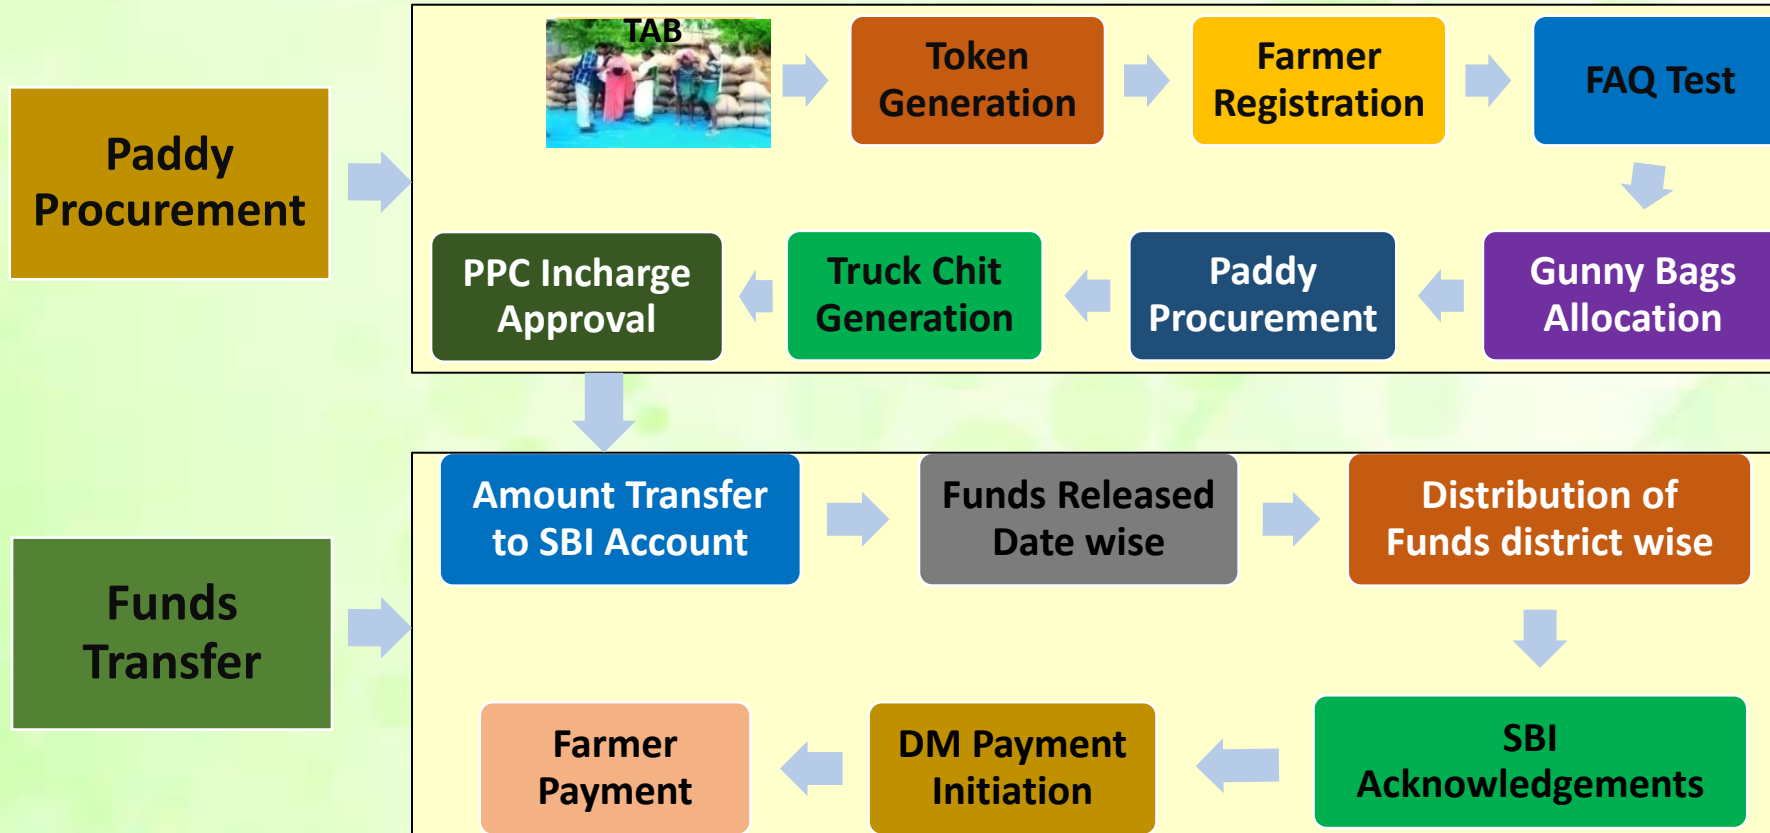 TAB
Token
Generation
Farmer
Registration
FAQ Test
Paddy
Procurement
PPC Incharge
Approval
Truck Chit
Generation
Paddy
Procurement
Gunny Bags
Allocation
Amount Transfer
to SBI Account
Funds Released
Date wise
Distribution of
Funds district wise
Funds
Transfer
Farmer
Payment
DM Payment
Initiation
SBI
Acknowledgements